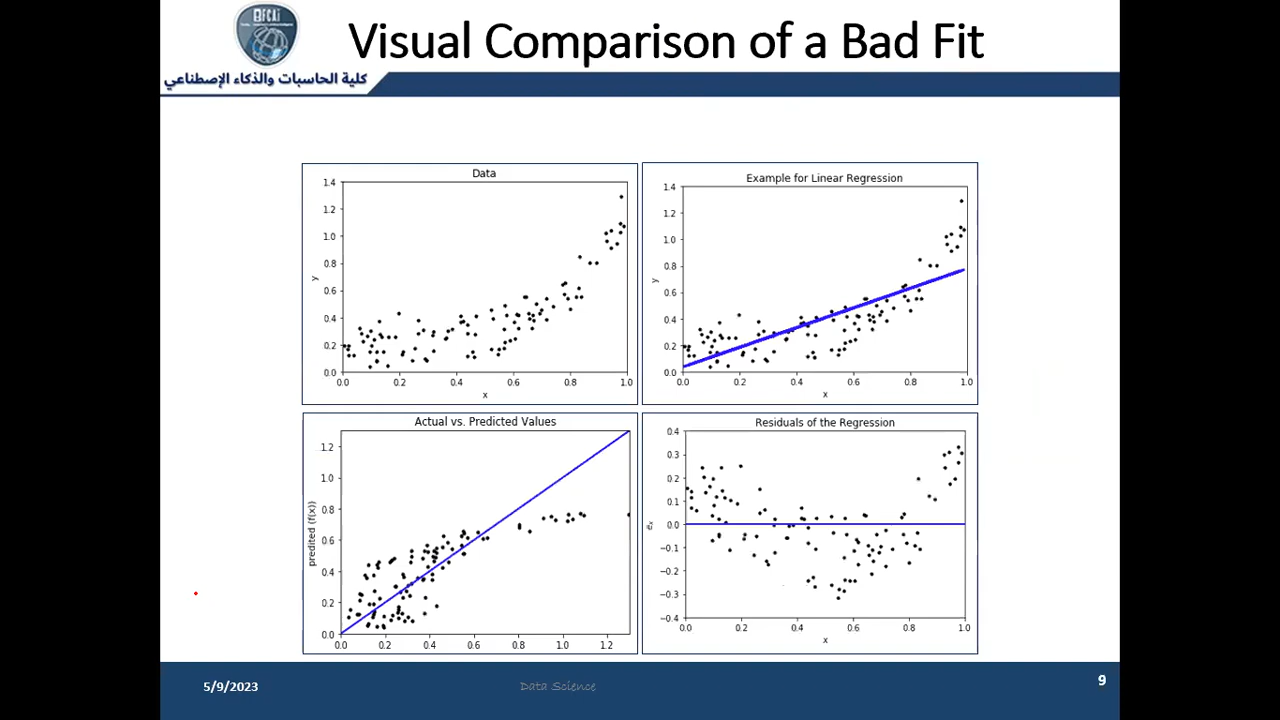 BFCAi
Visual Comparison of a Bad Fit
كلية الحاسبات والذكاء الإصطناعي
Data
1.4
1.2
1.0
0.8
0.6
0.4
0.2
0.0
y
0.0 0.2 0.4 0.6 0.8 1.0
x
Example for Linear Regression
1.4
1.2
1.0
0.8
0.6
0.4
0.2
0.0
y
0.0 0.2 0.4 0.6 0.8 1.0
x
Actual vs. Predicted Values
1.2
1.0
0.8
0.6
0.4
0.2
0.0
predited (f(x))
0.0 0.2 0.4 0.6 0.8 1.0 1.2
Residuals of the Regression
0.4
0.3
0.2
0.1
0.0
−0.1
−0.2
−0.3
−0.4
eₓ
0.0 0.2 0.4 0.6 0.8 1.0
x
5/9/2023
Data Science
9